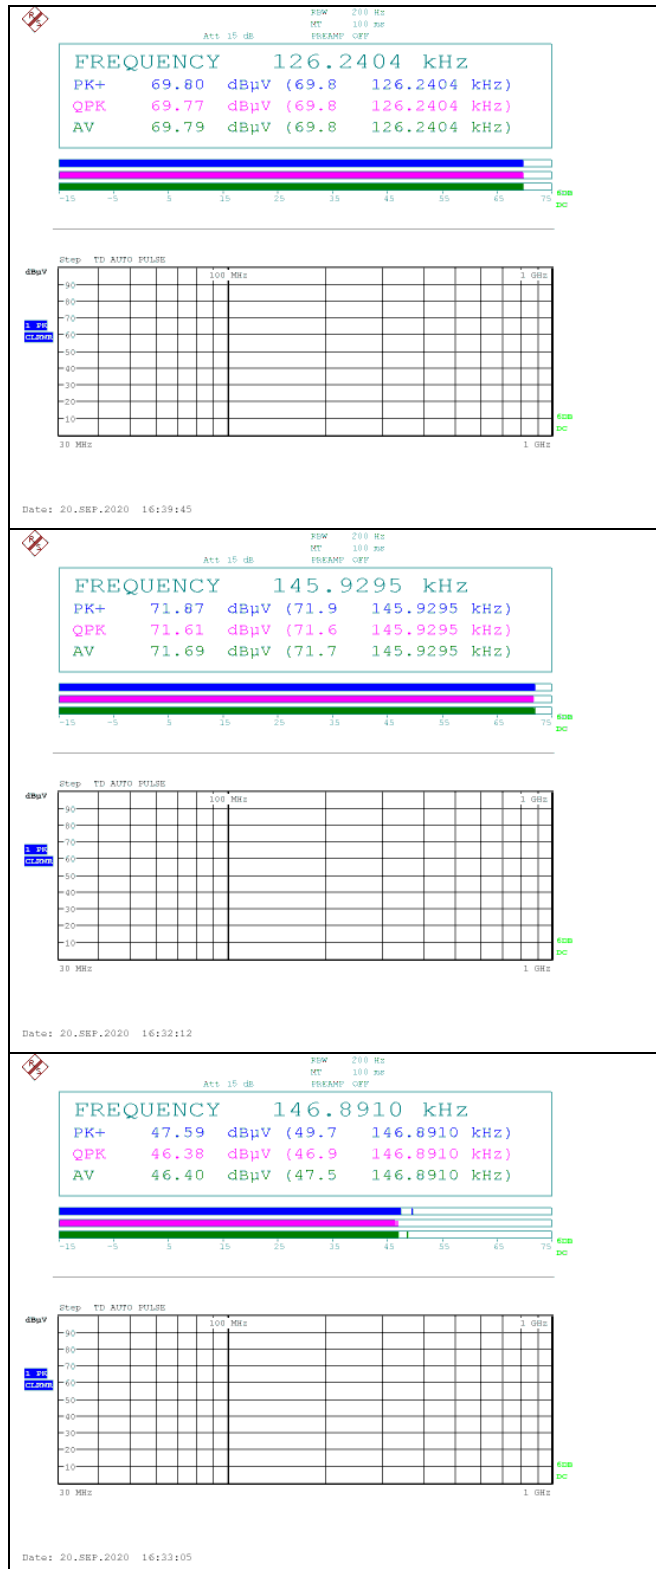 RBW 200 Hz
MT 100 ms
Att 15 dB PREAMP OFF
FREQUENCY 126.2404 kHz
PK+ 69.80 dBµV (69.8 126.2404 kHz)
QPK 69.77 dBµV (69.8 126.2404 kHz)
AV 69.79 dBµV (69.8 126.2404 kHz)
-15 -5 5 15 25 35 45 55 65 75
6DB
DC
Step TD AUTO PULSE
dBµV
100 MHz 1 GHz
90
80
70
1 PK
CLRWR
60
50
40
30
20
10
6DB
DC
30 MHz 1 GHz
Date: 20.SEP.2020 16:39:45
RBW 200 Hz
MT 100 ms
Att 15 dB PREAMP OFF
FREQUENCY 145.9295 kHz
PK+ 71.87 dBµV (71.9 145.9295 kHz)
QPK 71.61 dBµV (71.6 145.9295 kHz)
AV 71.69 dBµV (71.7 145.9295 kHz)
-15 -5 5 15 25 35 45 55 65 75
6DB
DC
Step TD AUTO PULSE
dBµV
100 MHz 1 GHz
90
80
70
1 PK
CLRWR
60
50
40
30
20
10
6DB
DC
30 MHz 1 GHz
Date: 20.SEP.2020 16:32:12
RBW 200 Hz
MT 100 ms
Att 15 dB PREAMP OFF
FREQUENCY 146.8910 kHz
PK+ 47.59 dBµV (49.7 146.8910 kHz)
QPK 46.38 dBµV (46.9 146.8910 kHz)
AV 46.40 dBµV (47.5 146.8910 kHz)
-15 -5 5 15 25 35 45 55 65 75
6DB
DC
Step TD AUTO PULSE
dBµV
100 MHz 1 GHz
90
80
70
1 PK
CLRWR
60
50
40
30
20
10
6DB
DC
30 MHz 1 GHz
Date: 20.SEP.2020 16:33:05